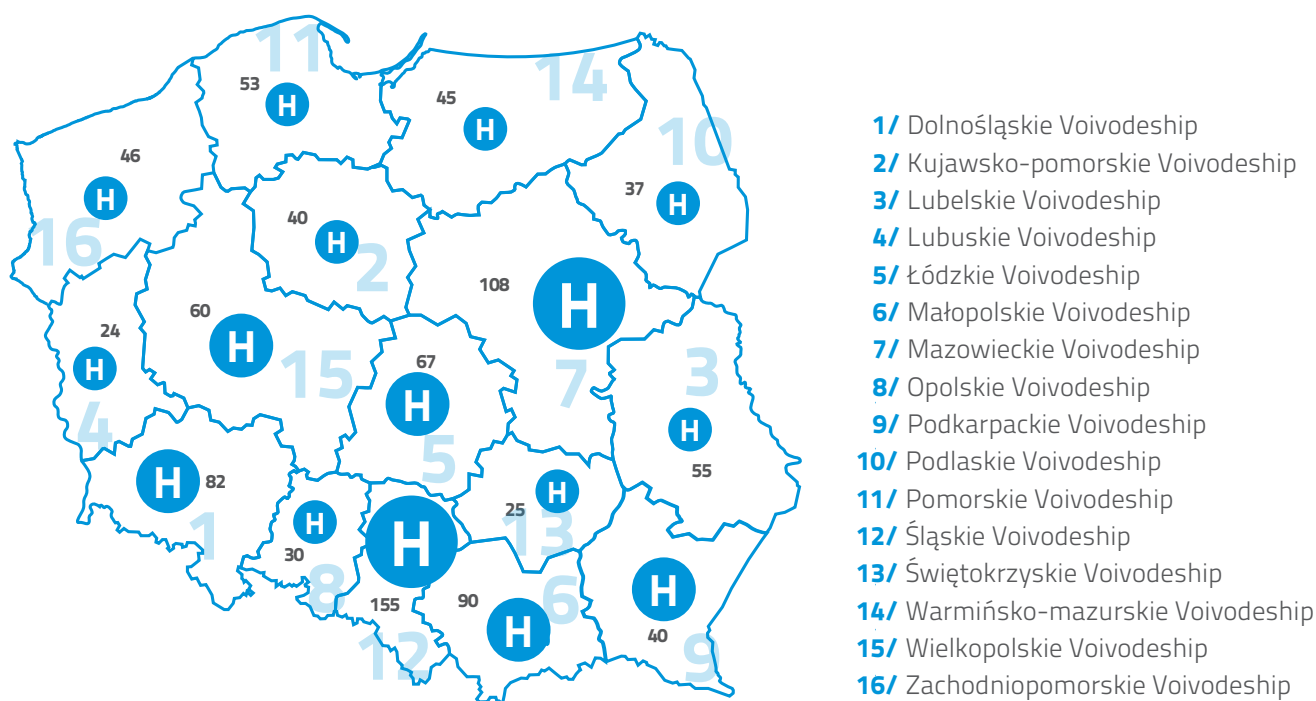 11
53
H
45
H
14
10
46
H
16
37
H
40
H
2
108
H
7
60
H
15
24
H
4
67
H
5
3
H
55
82
H
1
H
30
8
H
155
12
25
H
13
90
H
6
H
40
9
1/ Dolnośląskie Voivodeship
2/ Kujawsko-pomorskie Voivodeship
3/ Lubelskie Voivodeship
4/ Lubuskie Voivodeship
5/ Łódzkie Voivodeship
6/ Małopolskie Voivodeship
7/ Mazowieckie Voivodeship
8/ Opolskie Voivodeship
9/ Podkarpackie Voivodeship
10/ Podlaskie Voivodeship
11/ Pomorskie Voivodeship
12/ Śląskie Voivodeship
13/ Świętokrzyskie Voivodeship
14/ Warmińsko-mazurskie Voivodeship
15/ Wielkopolskie Voivodeship
16/ Zachodniopomorskie Voivodeship